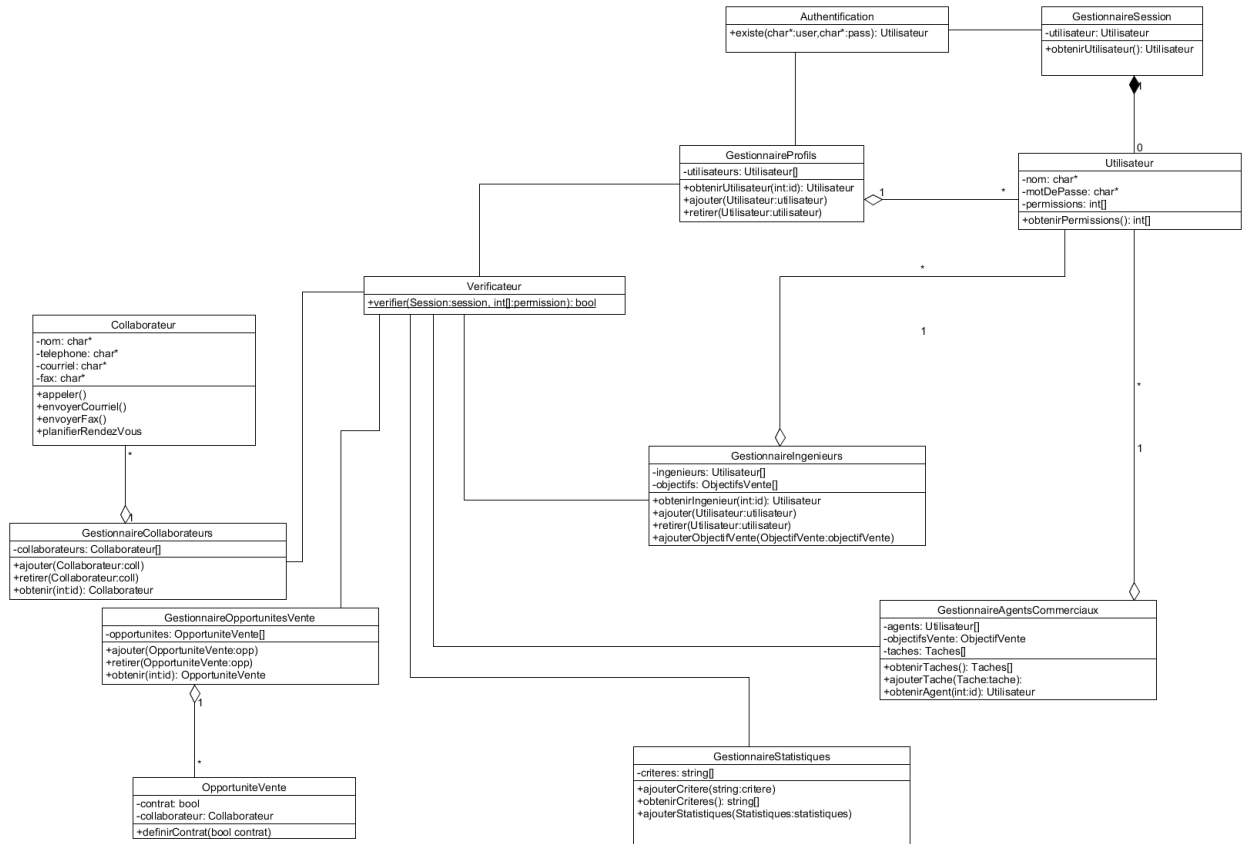 Authentification
+existe(char*:user,char*:pass): Utilisateur
GestionnaireSession
-utilisateur: Utilisateur
+obtenirUtilisateur(): Utilisateur
1
0
GestionnaireProfils
-utilisateurs: Utilisateur[]
+obtenirUtilisateur(int:id): Utilisateur
+ajouter(Utilisateur:utilisateur)
+retirer(Utilisateur:utilisateur)
1
*
Utilisateur
-nom: char*
-motDePasse: char*
-permissions: int[]
+obtenirPermissions(): int[]
*
1
*
1
Verificateur
+verifier(Session:session, int[]:permission): bool
Collaborateur
-nom: char*
-telephone: char*
-courriel: char*
-fax: char*
+appeler()
+envoyerCourriel()
+envoyerFax()
+planifierRendezVous
*
1
GestionnaireIngenieurs
-ingenieurs: Utilisateur[]
-objectifs: ObjectifsVente[]
+obtenirIngenieur(int:id): Utilisateur
+ajouter(Utilisateur:utilisateur)
+retirer(Utilisateur:utilisateur)
+ajouterObjectifVente(ObjectifVente:objectifVente)
GestionnaireCollaborateurs
-collaborateurs: Collaborateur[]
+ajouter(Collaborateur:coll)
+retirer(Collaborateur:coll)
+obtenir(int:id): Collaborateur
GestionnaireOpportunitesVente
-opportunites: OpportuniteVente[]
+ajouter(OpportuniteVente:opp)
+retirer(OpportuniteVente:opp)
+obtenir(int:id): OpportuniteVente
1
*
GestionnaireAgentsCommerciaux
-agents: Utilisateur[]
-objectifsVente: ObjectifVente
-taches: Taches[]
+obtenirTaches(): Taches[]
+ajouterTache(Tache:tache):
+obtenirAgent(int:id): Utilisateur
GestionnaireStatistiques
-criteres: string[]
+ajouterCritere(string:critere)
+obtenirCriteres(): string[]
+ajouterStatistiques(Statistiques:statistiques)
OpportuniteVente
-contrat: bool
-collaborateur: Collaborateur
+definirContrat(bool contrat)